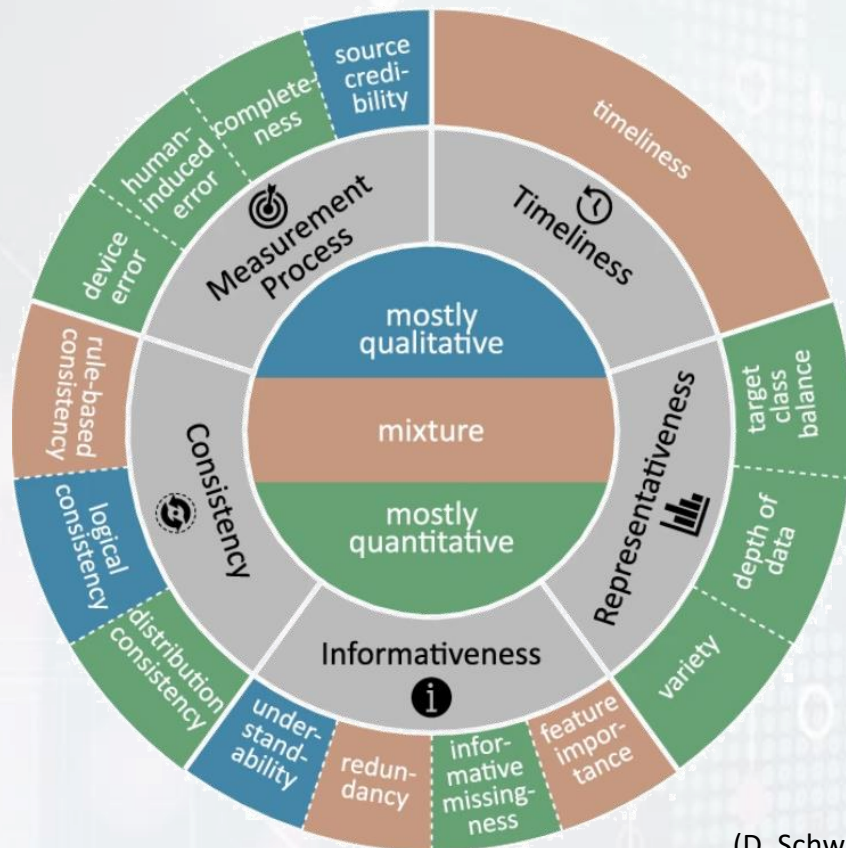 source
credi-
bility
timeliness
complete-
ness
human-
induced
error
device
error
Measurement
Process
Timeliness
mostly
qualitative
mixture
mostly
quantitative
rule-based
consistency
logical
consistency
distribution
consistency
Consistency
Representativeness
target
class
balance
depth of
data
variety
Informativeness
i
under-
stand-
ability
redun-
dancy
infor-
mative
missing-
ness
feature
impor-
tance
(D. Schw